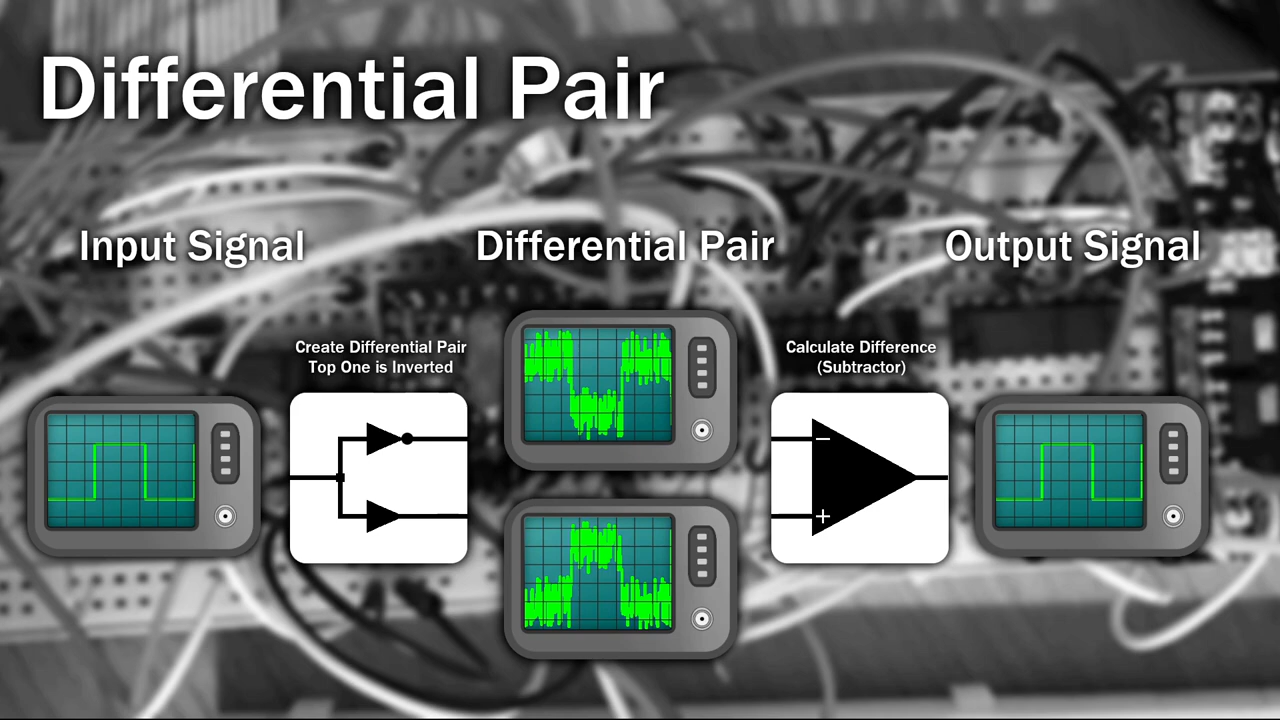 Differential Pair
Input Signal
Differential Pair
Output Signal
Create Differential Pair
Top One is Inverted
Calculate Difference
(Subtractor)
−
+